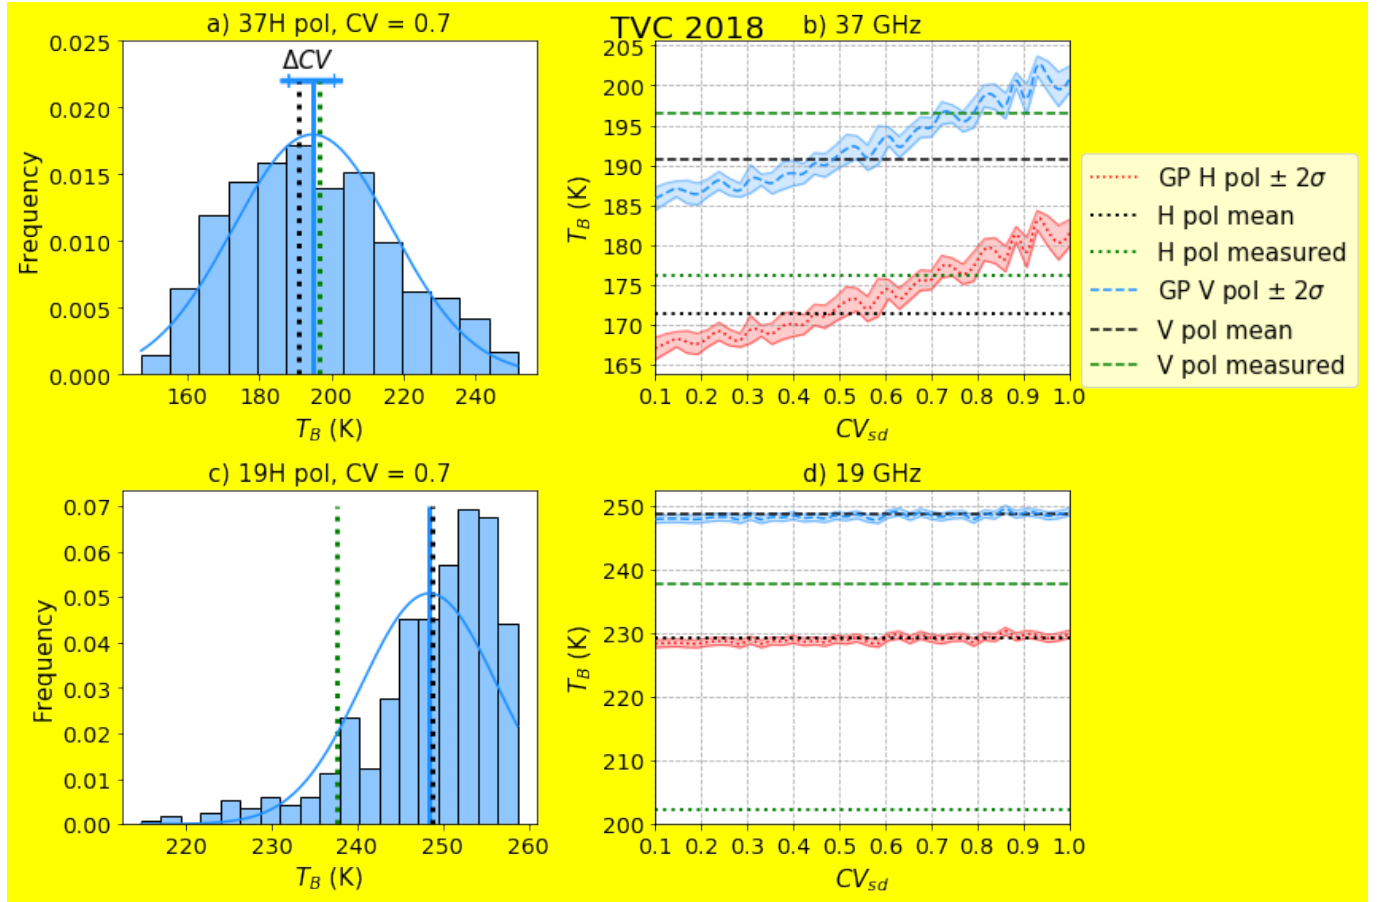 TVC 2018
a) 37H pol, CV = 0.7
ΔCV
0.025
0.020
0.015
0.010
0.005
0.000
Frequency
160 180 200 220 240
T_B (K)
b) 37 GHz
205
200
195
190
185
180
175
170
165
T_B (K)
0.1 0.2 0.3 0.4 0.5 0.6 0.7 0.8 0.9 1.0
CV_sd
GP H pol ± 2σ
H pol mean
H pol measured
GP V pol ± 2σ
V pol mean
V pol measured
c) 19H pol, CV = 0.7
0.07
0.06
0.05
0.04
0.03
0.02
0.01
0.00
Frequency
220 230 240 250 260
T_B (K)
d) 19 GHz
250
240
230
220
210
200
T_B (K)
0.1 0.2 0.3 0.4 0.5 0.6 0.7 0.8 0.9 1.0
CV_sd